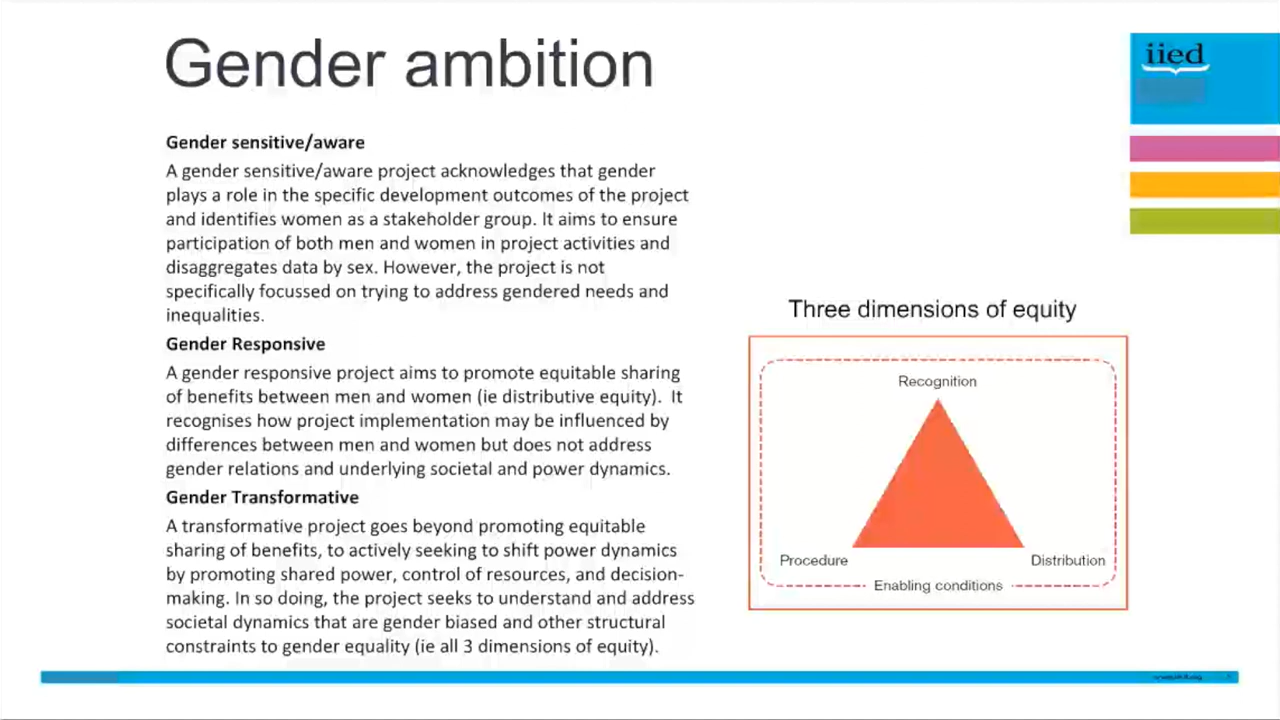 Gender ambition
iied
Gender sensitive/aware
A gender sensitive/aware project acknowledges that gender
plays a role in the specific development outcomes of the project
and identifies women as a stakeholder group. It aims to ensure
participation of both men and women in project activities and
disaggregates data by sex. However, the project is not
specifically focussed on trying to address gendered needs and
inequalities.
Gender Responsive
A gender responsive project aims to promote equitable sharing
of benefits between men and women (ie distributive equity). It
recognises how project implementation may be influenced by
differences between men and women but does not address
gender relations and underlying societal and power dynamics.
Gender Transformative
A transformative project goes beyond promoting equitable
sharing of benefits, to actively seeking to shift power dynamics
by promoting shared power, control of resources, and decision-
making. In so doing, the project seeks to understand and address
societal dynamics that are gender biased and other structural
constraints to gender equality (ie all 3 dimensions of equity).
Three dimensions of equity
Recognition
Procedure
Distribution
Enabling conditions